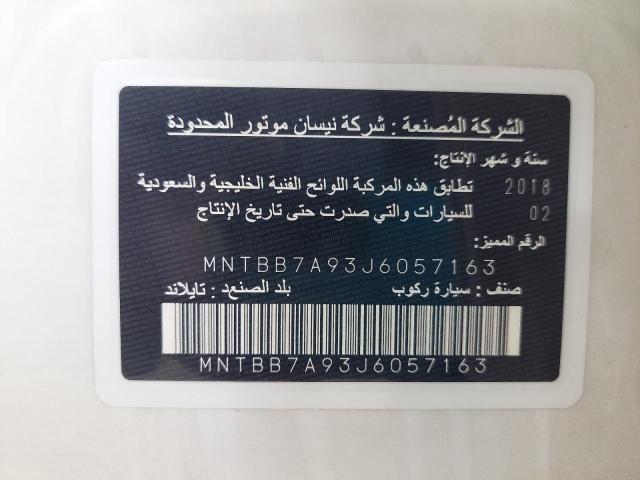 الشركة المُصنعة : شركة نيسان موتور المحدودة
سنة و شهر الإنتاج:
2018 تطابق هذه المركبة اللوائح الفنية الخليجية والسعودية
02 للسيارات والتي صدرت حتى تاريخ الإنتاج
الرقم المميز:
MNTBB7A93J6057163
صنف : سيارة ركوب بلد الصنع : تايلاند
MNTBB7A93J6057163